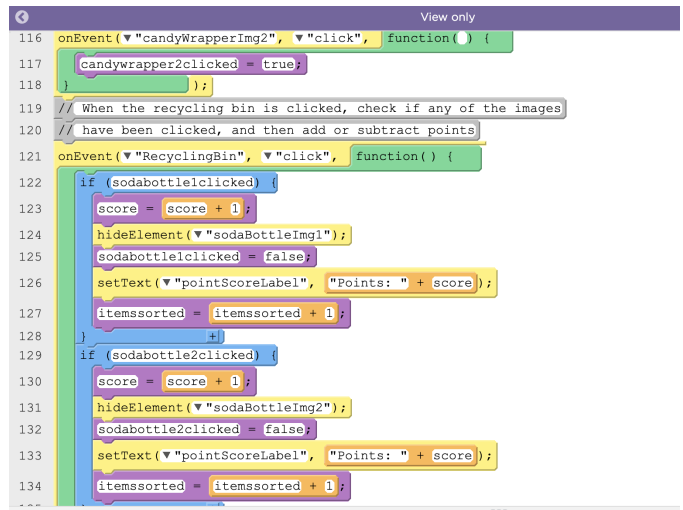 View only
116 onEvent(▼"candyWrapperImg2", ▼"click", function( ) {
117 candywrapper2clicked = true;
118 } );
119 // When the recycling bin is clicked, check if any of the images
120 // have been clicked, and then add or subtract points
121 onEvent(▼"RecyclingBin", ▼"click", function( ) {
122 if (sodabottle1clicked) {
123 score = score + 1;
124 hideElement(▼"sodaBottleImg1");
125 sodabottle1clicked = false;
126 setText(▼"pointScoreLabel", "Points: " + score);
127 itemssorted = itemssorted + 1;
128 } +
129 if (sodabottle2clicked) {
130 score = score + 1;
131 hideElement(▼"sodaBottleImg2");
132 sodabottle2clicked = false;
133 setText(▼"pointScoreLabel", "Points: " + score);
134 itemssorted = itemssorted + 1;